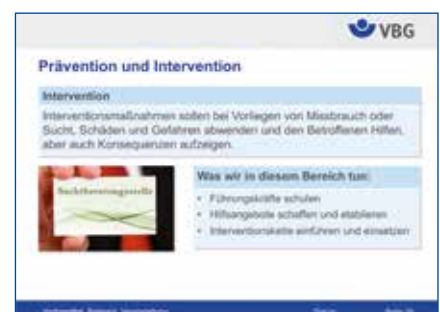 VBG
Prävention und Intervention
Intervention
Interventionsmaßnahmen sollen bei Vorliegen von Missbrauch oder
Sucht, Schäden und Gefahren abwenden und den Betroffenen Hilfen,
aber auch Konsequenzen aufzeigen.
Suchtberatungsstelle
Was wir in diesem Bereich tun:
• Führungskräfte schulen
• Hilfsangebote schaffen und etablieren
• Interventionskette einführen und einsetzen